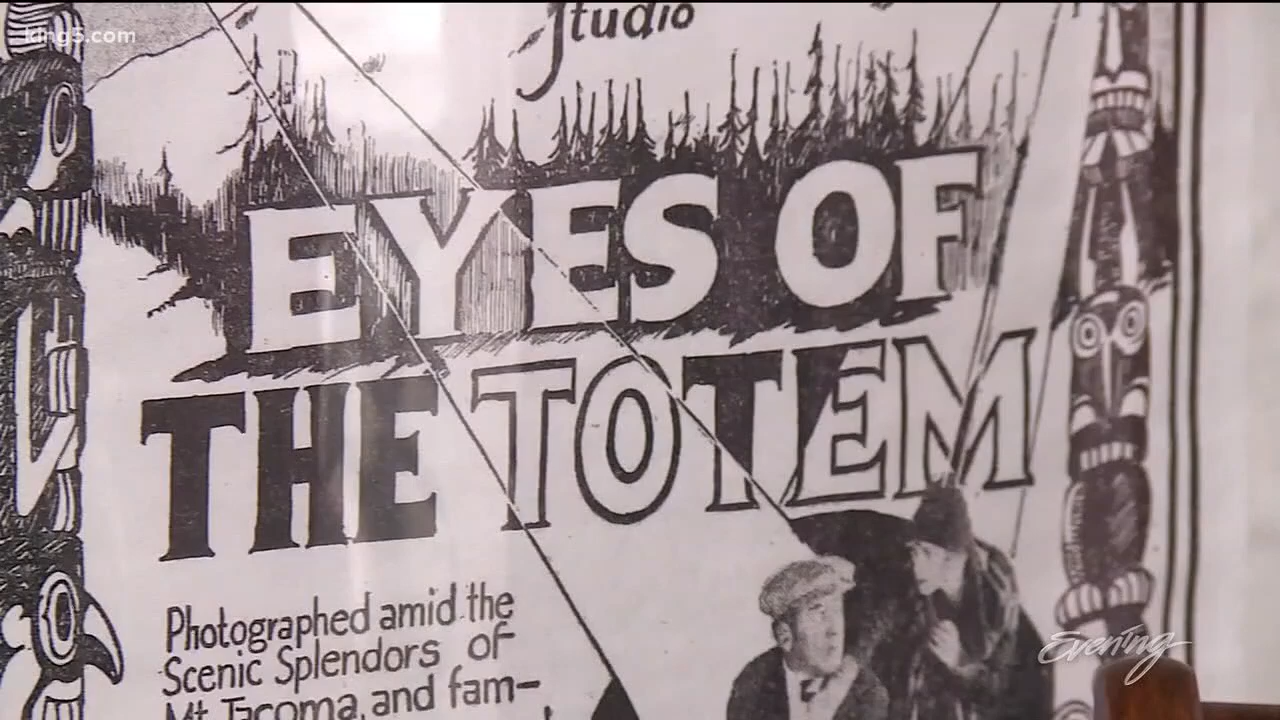 king5.com
Studio
EYES OF
THE TOTEM
Photographed amid the
Scenic Splendors of
Mt. Tacoma, and fam-
Evening